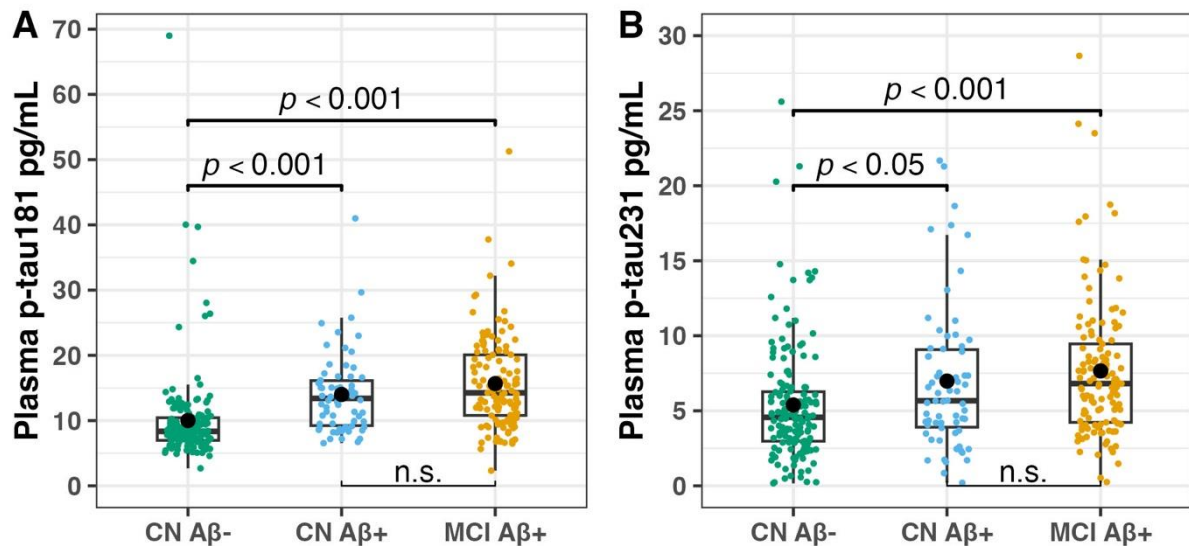 A
Plasma p-tau181 pg/mL
70
60
50
40
30
20
10
0
p < 0.001
p < 0.001
n.s.
CN Aβ-
CN Aβ+
MCI Aβ+
B
Plasma p-tau231 pg/mL
30
25
20
15
10
5
0
p < 0.001
p < 0.05
n.s.
CN Aβ-
CN Aβ+
MCI Aβ+